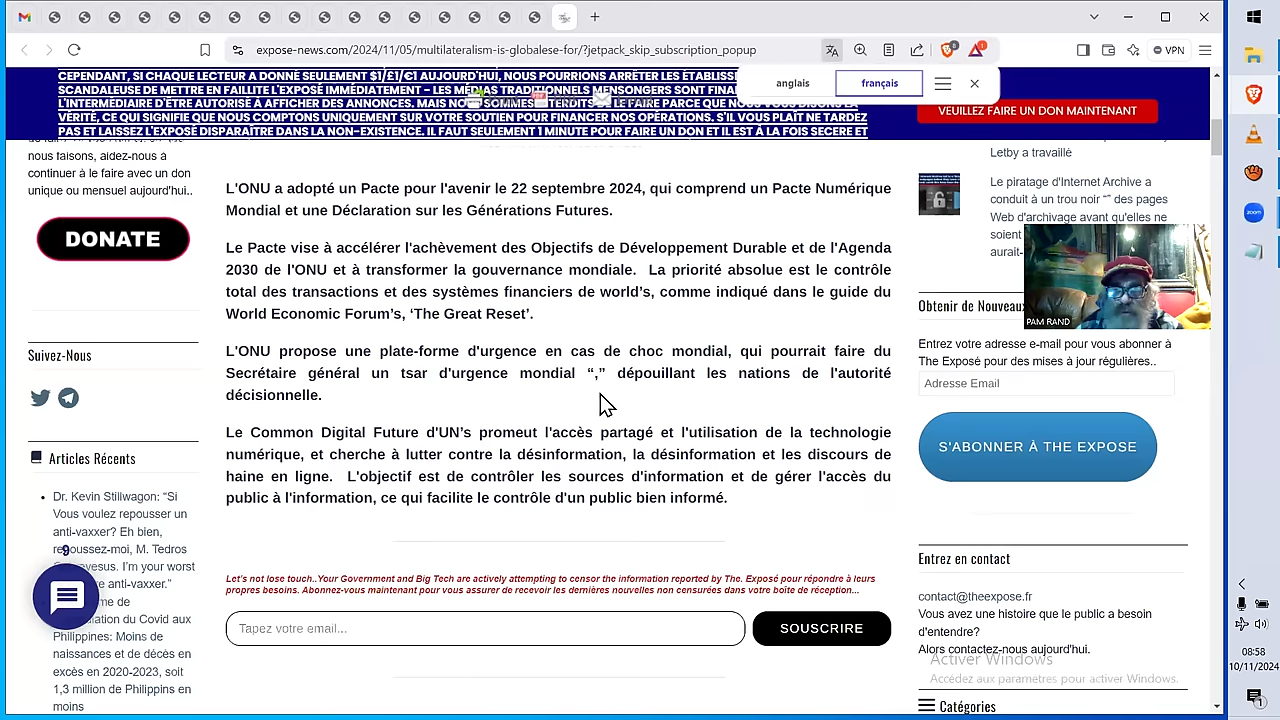 expose-news.com/2024/11/05/multilateralism-is-globalese-for/?jetpack_skip_subscription_popup
8
1
VPN
anglais
français
CEPENDANT, SI CHAQUE LECTEUR A DONNÉ SEULEMENT $1/£1/€1 AUJOURD'HUI, NOUS POURRIONS ARRÊTER LES
SCANDALEUSE DE METTRE EN FAILITE L'EXPOSÉ IMMÉDIATEMENT – LES MÉDIAS TRADITIONNELS MENSONGERS SONT
L'INTERMÉDIAIRE D'ÊTRE AUTORISÉ À AFFICHER DES ANNONCES. MAIS NOUS SOMMES PARCE QUE NOUS VOUS DISONS LA
VÉRITÉ, CE QUI SIGNIFIE QUE NOUS COMPTONS UNIQUEMENT SUR VOTRE SOUTIEN POUR FINANCER NOS OPÉRATIONS. S'IL VOUS PLAÎT NE TARDEZ
PAS ET LAISSEZ L'EXPOSÉ DISPARAÎTRE DANS LA NON-EXISTENCE. IL FAUT SEULEMENT 1 MINUTE POUR FAIRE UN DON ET IL EST À LA FOIS SECERE ET
VEUILLEZ FAIRE UN DON MAINTENANT
nous faisons, aidez-nous à
continuer à le faire avec un don
unique ou mensuel aujourd'hui..
DONATE
Suivez-Nous
Articles Récents
Dr. Kevin Stillwagon: “Si
Vous voulez repousser un
anti-vaxxer? Eh bien,
repoussez-moi, M. Tedros
I’m your worst
anti-vaxxer.”
9
de
du Covid aux
Philippines: Moins de
naissances et de décès en
excès en 2020-2023, soit
1,3 million de Philippins en
moins
L'ONU a adopté un Pacte pour l'avenir le 22 septembre 2024, qui comprend un Pacte Numérique
Mondial et une Déclaration sur les Générations Futures.
Le Pacte vise à accélérer l'achèvement des Objectifs de Développement Durable et de l'Agenda
2030 de l'ONU et à transformer la gouvernance mondiale. La priorité absolue est le contrôle
total des transactions et des systèmes financiers de world’s, comme indiqué dans le guide du
World Economic Forum’s, ‘The Great Reset’.
L'ONU propose une plate-forme d'urgence en cas de choc mondial, qui pourrait faire du
Secrétaire général un tsar d'urgence mondial “,” dépouillant les nations de l'autorité
décisionnelle.
Le Common Digital Future d'UN’s promeut l'accès partagé et l'utilisation de la technologie
numérique, et cherche à lutter contre la désinformation, la désinformation et les discours de
haine en ligne. L'objectif est de contrôler les sources d'information et de gérer l'accès du
public à l'information, ce qui facilite le contrôle d'un public bien informé.
Let’s not lose touch..Your Government and Big Tech are actively attempting to censor the information reported by The. Exposé pour répondre à leurs
propres besoins. Abonnez-vous maintenant pour vous assurer de recevoir les dernières nouvelles non censurées dans votre boîte de réception...
Tapez votre email...
SOUSCRIRE
Letby a travaillé
Le piratage d'Internet Archive a
conduit à un trou noir “” des pages
Web d'archivage avant qu'elles ne
soient
aurait-
PAM RAND
Obtenir de Nouveau
Entrez votre adresse e-mail pour vous abonner à
The Exposé pour des mises à jour régulières..
Adresse Email
S'ABONNER À THE EXPOSE
Entrez en contact
contact@theexpose.fr
Vous avez une histoire que le public a besoin
d'entendre?
Alors contactez-nous aujourd'hui.
Activer Windows
Accédez aux paramètres pour activer Windows.
Catégories
zoom
08:58
10/11/2024
1